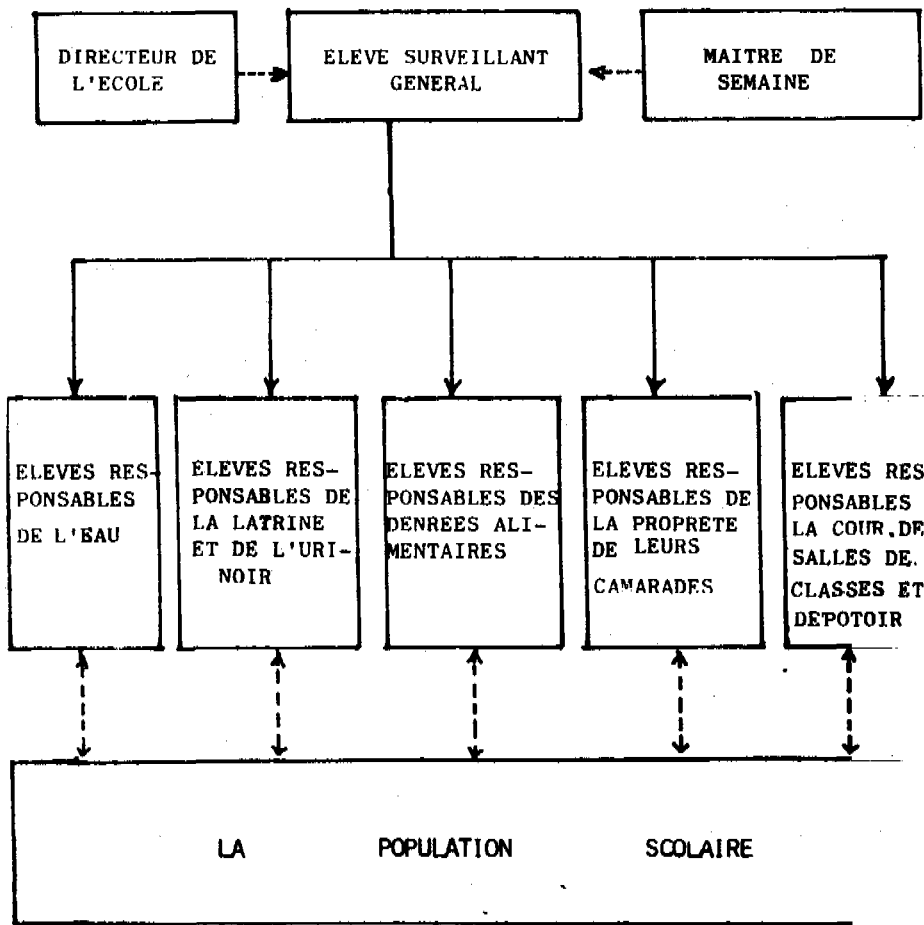 DIRECTEUR DE
L'ECOLE
ELEVE SURVEILLANT
GENERAL
MAITRE DE
SEMAINE
ELEVES RES-
PONSABLES
DE L'EAU
ELEVES RES-
PONSABLES DE
LA LATRINE
ET DE L'URI-
NOIR
ELEVES RES-
PONSABLES DES
DENREES ALI-
MENTAIRES
ELEVES RES-
PONSABLES DE
LA PROPRETE
DE LEURS
CAMARADES
ELEVES RES
PONSABLES
LA COUR.DE
SALLES DE.
CLASSES ET
DEPOTOIR
LA POPULATION SCOLAIRE